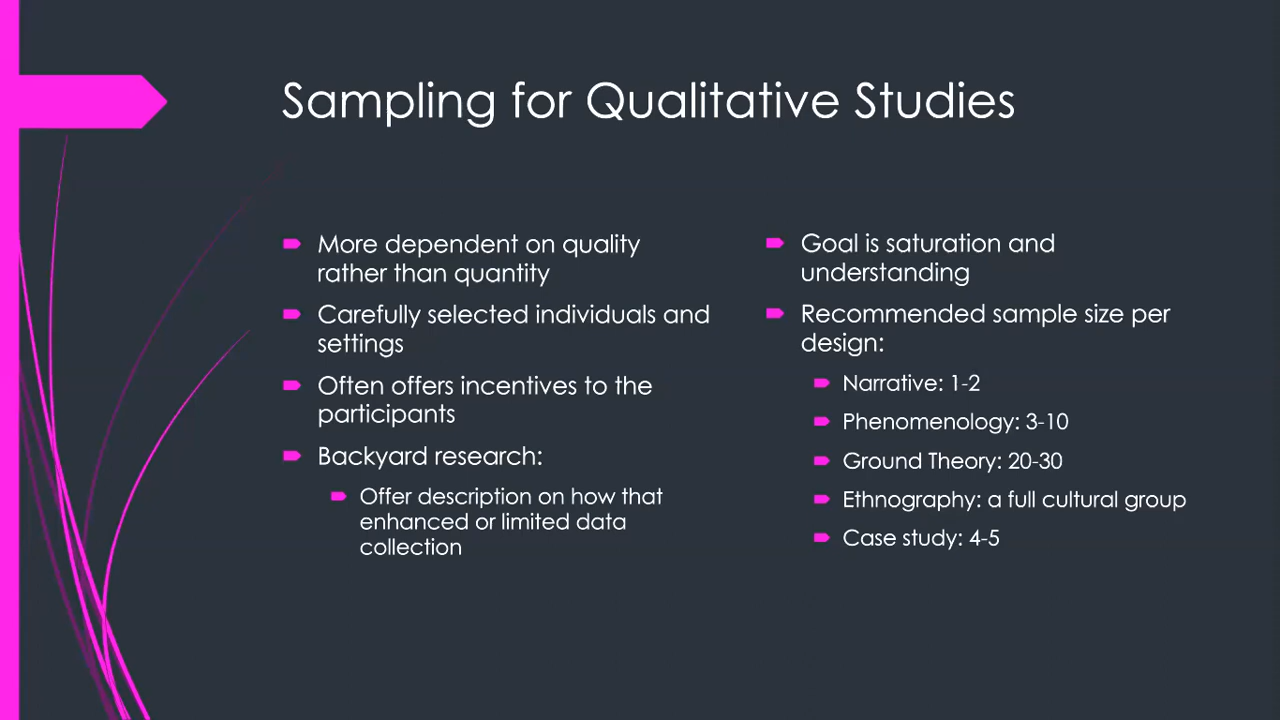 Sampling for Qualitative Studies
More dependent on quality
rather than quantity
Carefully selected individuals and
settings
Often offers incentives to the
participants
Backyard research:
Offer description on how that
enhanced or limited data
collection
Goal is saturation and
understanding
Recommended sample size per
design:
Narrative: 1-2
Phenomenology: 3-10
Ground Theory: 20-30
Ethnography: a full cultural group
Case study: 4-5